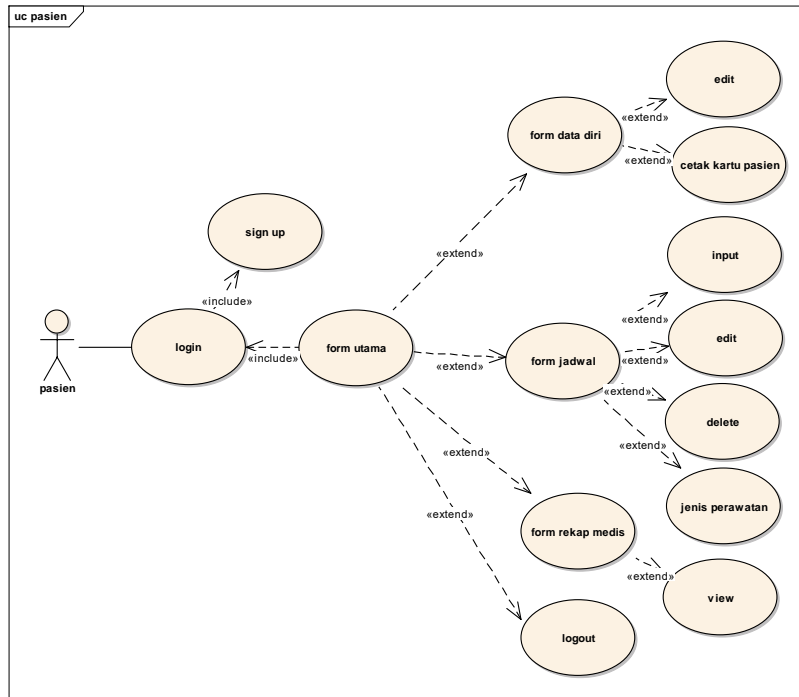 uc pasien
edit
form data diri
«extend»
«extend»
cetak kartu pasien
sign up
«extend»
input
«include»
«extend»
pasien
login
«include»
form utama
«extend»
form jadwal
«extend»
edit
«extend»
delete
«extend»
jenis perawatan
«extend»
form rekap medis
«extend»
«extend»
view
logout